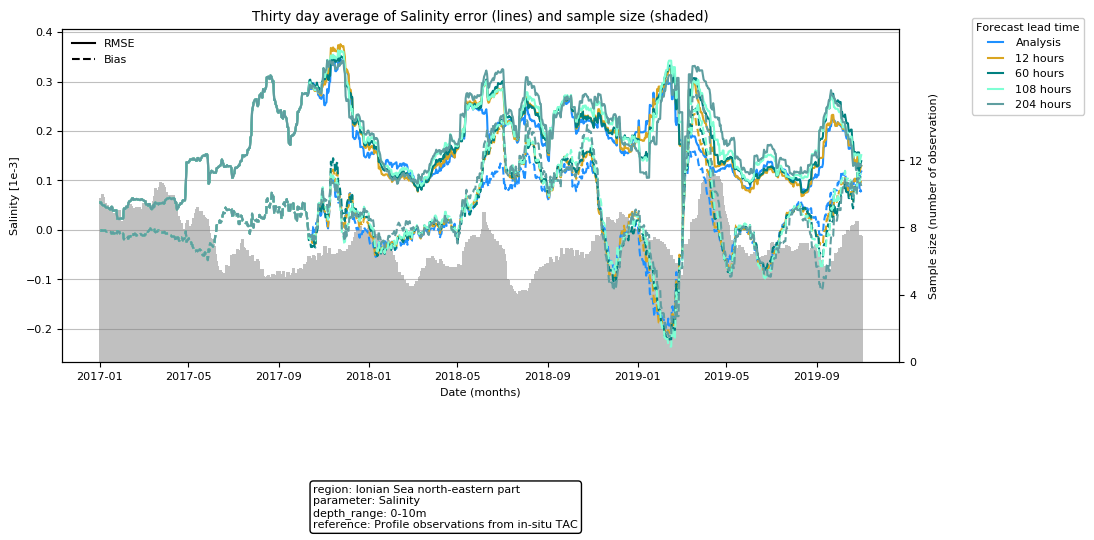 Thirty day average of Salinity error (lines) and sample size (shaded)
Forecast lead time
Analysis
12 hours
60 hours
108 hours
204 hours
RMSE
Bias
Salinity [1e-3]
0.4
0.3
0.2
0.1
0.0
−0.1
−0.2
Sample size (number of observation)
12
8
4
0
2017-01 2017-05 2017-09 2018-01 2018-05 2018-09 2019-01 2019-05 2019-09
Date (months)
region: Ionian Sea north-eastern part
parameter: Salinity
depth_range: 0-10m
reference: Profile observations from in-situ TAC